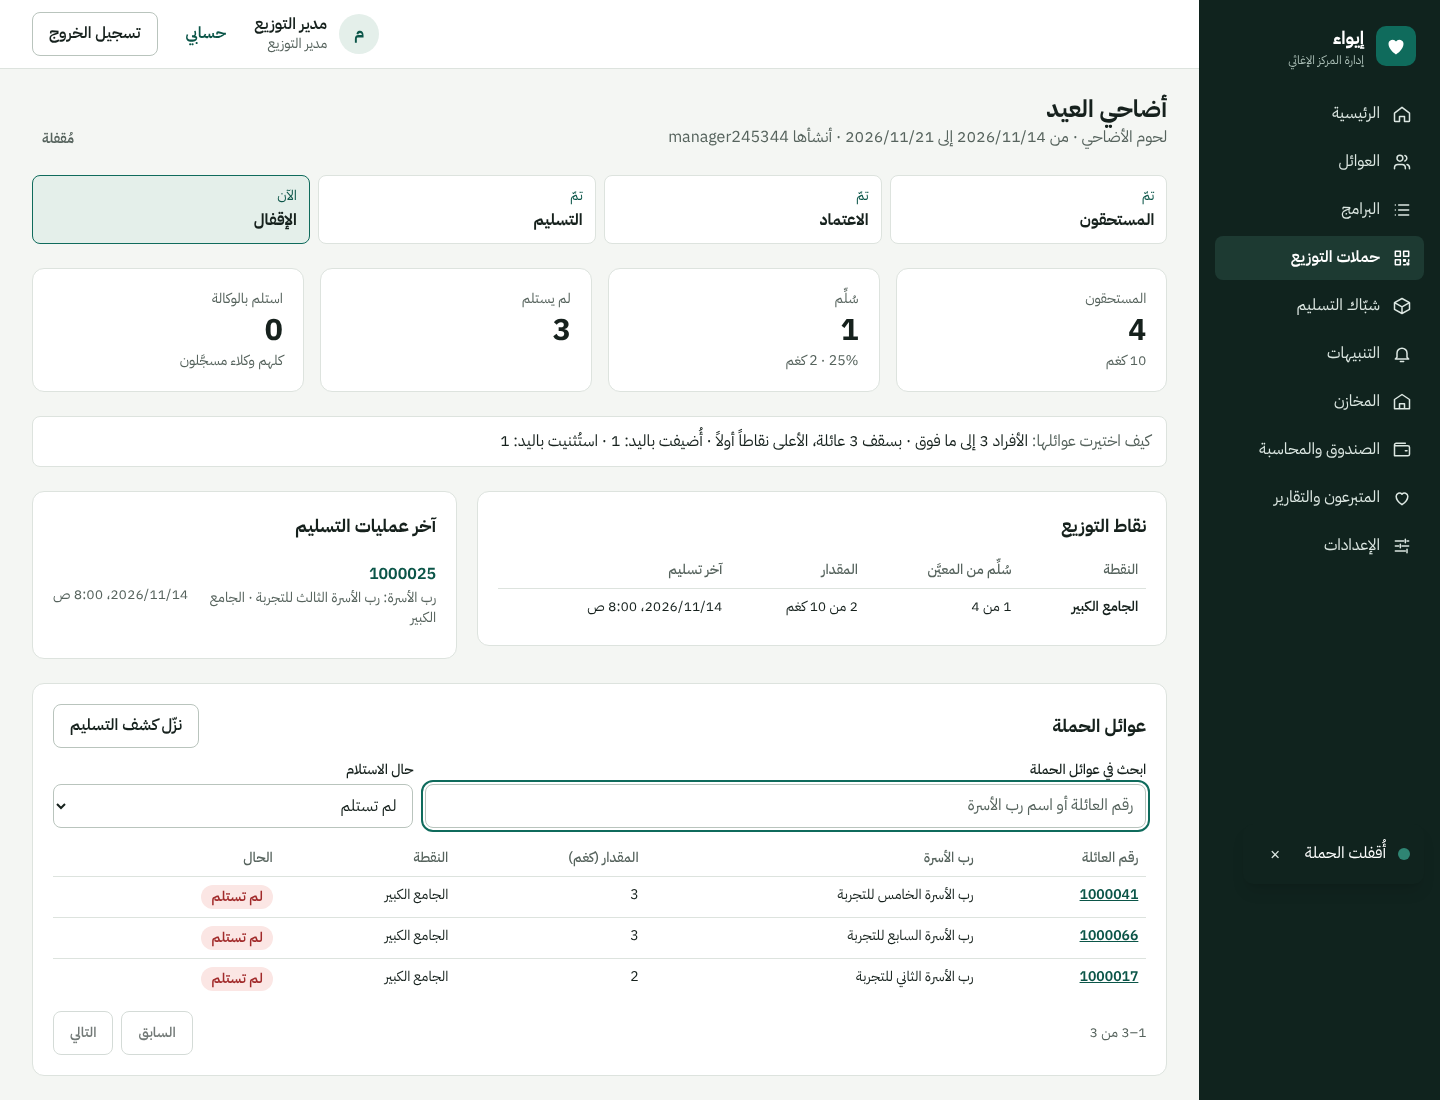 إيواء
إدارة المركز الإغاثي
الرئيسية
العوائل
البرامج
حملات التوزيع
شبّاك التسليم
التنبيهات
المخازن
الصندوق والمحاسبة
المتبرعون والتقارير
الإعدادات
أُقفلت الحملة ×
م
مدير التوزيع
مدير التوزيع
حسابي
تسجيل الخروج
أضاحي العيد
لحوم الأضاحي · من 2026/11/14 إلى 2026/11/21 · أنشأها manager245344
مُقفلة
تمّ
المستحقون
تمّ
الاعتماد
تمّ
التسليم
الآن
الإقفال
المستحقون
4
10 كغم
سُلِّم
1
25% · 2 كغم
لم يستلم
3
استلم بالوكالة
0
كلهم وكلاء مسجَّلون
كيف اختيرت عوائلها: الأفراد 3 إلى ما فوق · بسقف 3 عائلة، الأعلى نقاطاً أولاً · أُضيفت باليد: 1 · استُثنيت باليد: 1
نقاط التوزيع
النقطة سُلِّم من المعيَّن المقدار آخر تسليم
الجامع الكبير 1 من 4 2 من 10 كغم 2026/11/14، 8:00 ص
آخر عمليات التسليم
1000025
رب الأسرة: رب الأسرة الثالث للتجربة · الجامع 2026/11/14، 8:00 ص
الكبير
عوائل الحملة
نزّل كشف التسليم
ابحث في عوائل الحملة
رقم العائلة أو اسم رب الأسرة
حال الاستلام
لم تستلم
رقم العائلة رب الأسرة المقدار (كغم) النقطة الحال
1000041 رب الأسرة الخامس للتجربة 3 الجامع الكبير لم تستلم
1000066 رب الأسرة السابع للتجربة 3 الجامع الكبير لم تستلم
1000017 رب الأسرة الثاني للتجربة 2 الجامع الكبير لم تستلم
1–3 من 3
السابق التالي